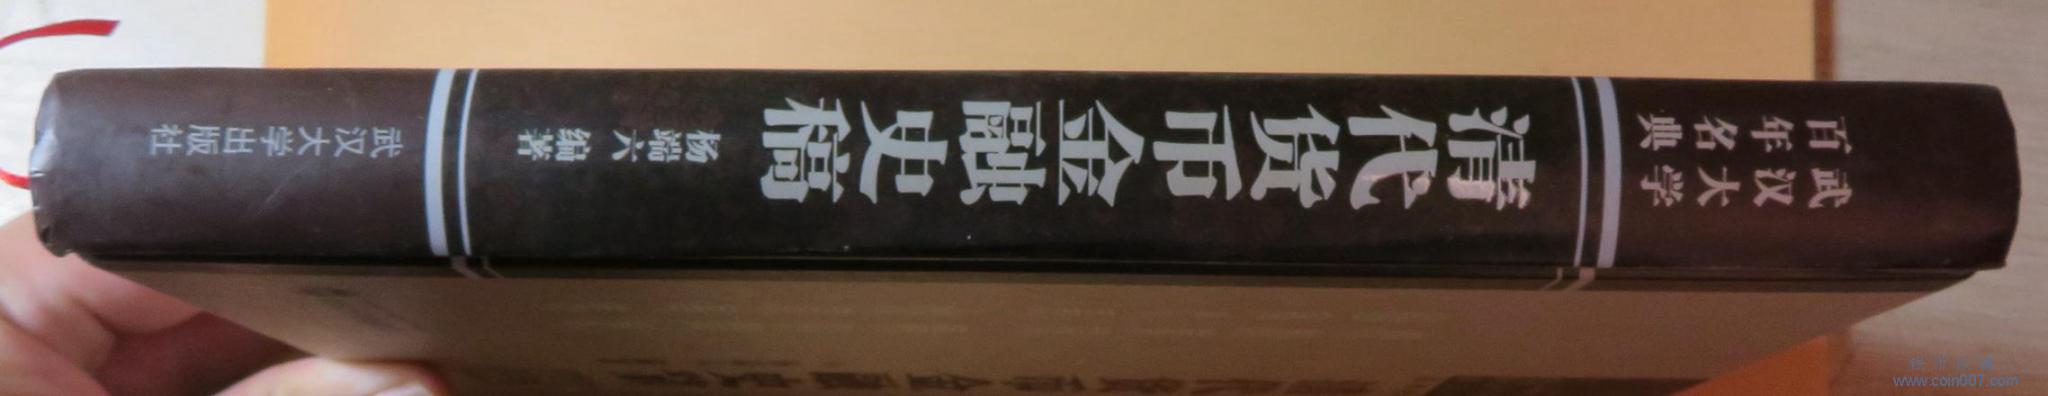 武汉大学
百年名典
清代货币金融史稿
杨端六 编著
武汉大学出版社
www.coin007.com